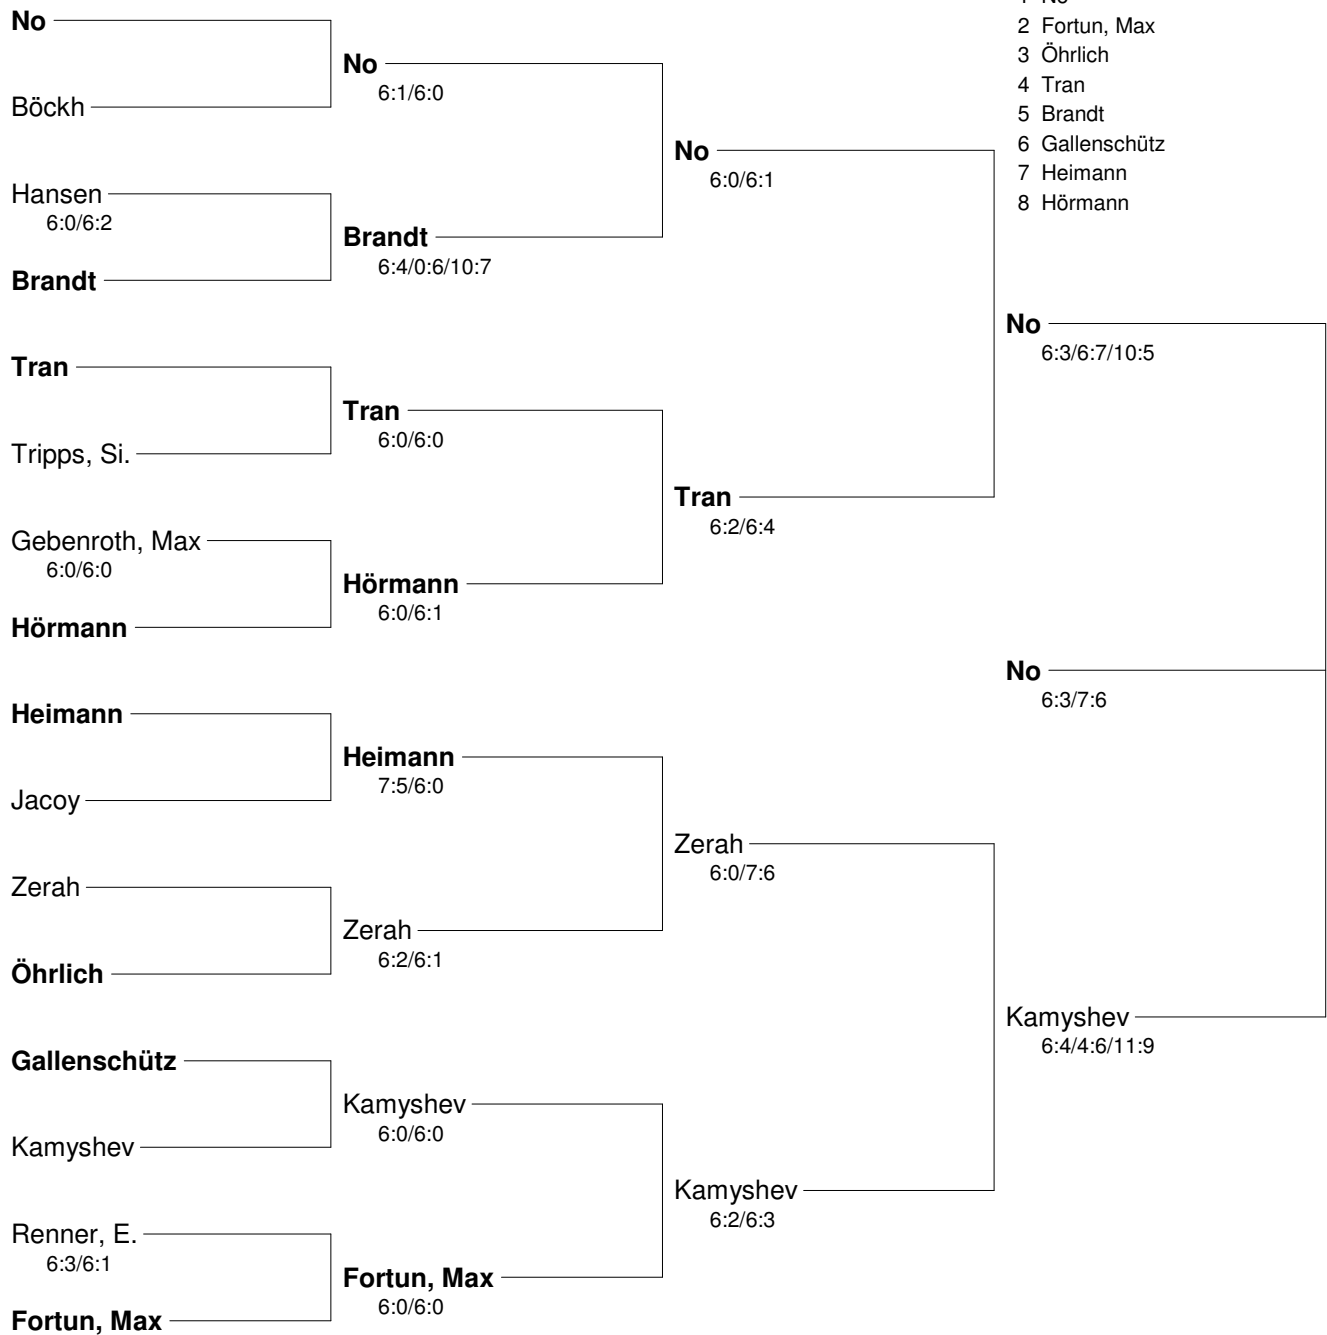 No
Böckh
Hansen
6:0/6:2
Brandt
Tran
Tripps, Si.
Gebenroth, Max
6:0/6:0
Hörmann
Heimann
Jacoy
Zerah
Öhrlich
Gallenschütz
Kamyshev
Renner, E.
6:3/6:1
Fortun, Max
No
6:1/6:0
Brandt
6:4/0:6/10:7
Tran
6:0/6:0
Hörmann
6:0/6:1
Heimann
7:5/6:0
Zerah
6:2/6:1
Kamyshev
6:0/6:0
Fortun, Max
6:0/6:0
No
6:0/6:1
Tran
6:2/6:4
Zerah
6:0/7:6
Kamyshev
6:2/6:3
2 Fortun, Max
3 Öhrlich
4 Tran
5 Brandt
6 Gallenschütz
7 Heimann
8 Hörmann
No
6:3/6:7/10:5
No
6:3/7:6
Kamyshev
6:4/4:6/11:9